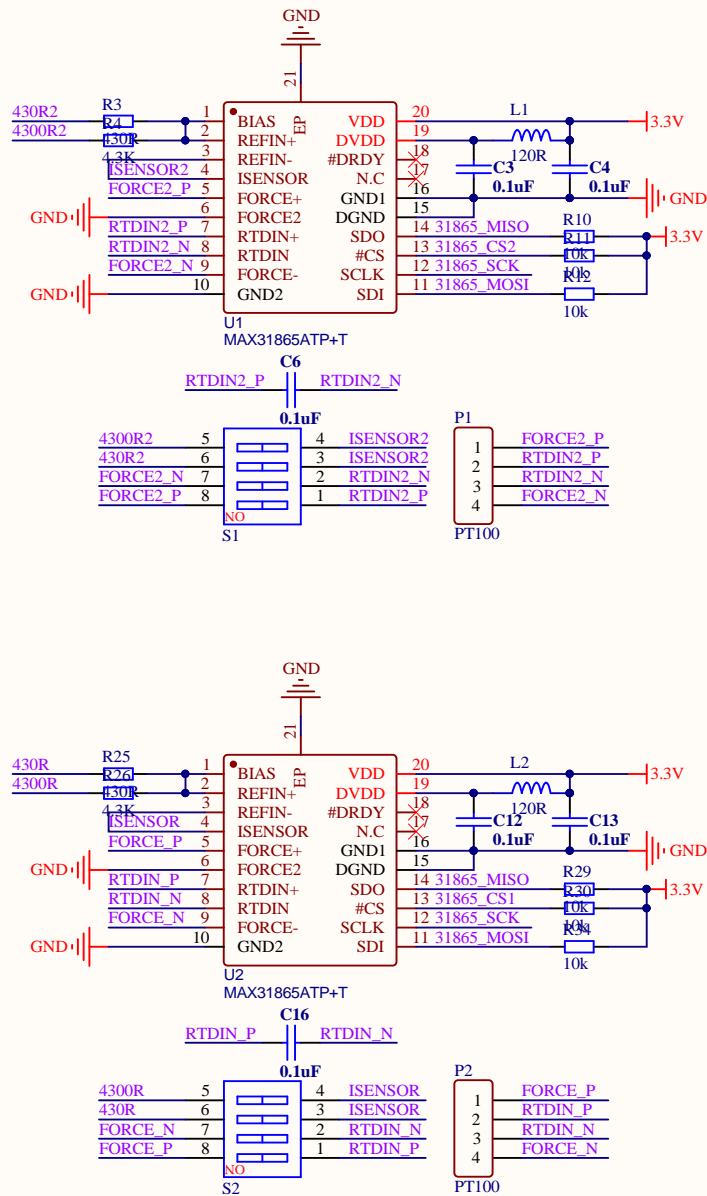 GND
21
430R2 R3 1 BIAS EP VDD 20 L1 3.3V
4300R2 R4 430R 2 REFIN+ DVDD 19 120R
4.3K 3 REFIN- #DRDY 18 C3 C4
ISENSOR2 4 ISENSOR N.C 17 0.1uF 0.1uF
FORCE2_P 5 FORCE+ GND1 16 GND
GND 6 FORCE2 DGND 15
RTDIN2_P 7 RTDIN+ SDO 14 31865_MISO R10 3.3V
RTDIN2_N 8 RTDIN #CS 13 31865_CS2 R11 10k
FORCE2_N 9 FORCE- SCLK 12 31865_SCK 10k
GND 10 GND2 SDI 11 31865_MOSI R12
10k
U1
MAX31865ATP+T
C6
RTDIN2_P RTDIN2_N
0.1uF
4300R2 5 4 ISENSOR2
430R2 6 3 ISENSOR2
FORCE2_N 7 2 RTDIN2_N
FORCE2_P 8 1 RTDIN2_P
NO
S1
P1
1 FORCE2_P
2 RTDIN2_P
3 RTDIN2_N
4 FORCE2_N
PT100
GND
21
430R R25 1 BIAS EP VDD 20 L2 3.3V
4300R R26 430R 2 REFIN+ DVDD 19 120R
4.3K 3 REFIN- #DRDY 18 C12 C13
ISENSOR 4 ISENSOR N.C 17 0.1uF 0.1uF
FORCE_P 5 FORCE+ GND1 16 GND
GND 6 FORCE2 DGND 15
RTDIN_P 7 RTDIN+ SDO 14 31865_MISO R29 3.3V
RTDIN_N 8 RTDIN #CS 13 31865_CS1 R30 10k
FORCE_N 9 FORCE- SCLK 12 31865_SCK 10k
GND 10 GND2 SDI 11 31865_MOSI R34
10k
U2
MAX31865ATP+T
C16
RTDIN_P RTDIN_N
0.1uF
4300R 5 4 ISENSOR
430R 6 3 ISENSOR
FORCE_N 7 2 RTDIN_N
FORCE_P 8 1 RTDIN_P
NO
S2
P2
1 FORCE_P
2 RTDIN_P
3 RTDIN_N
4 FORCE_N
PT100